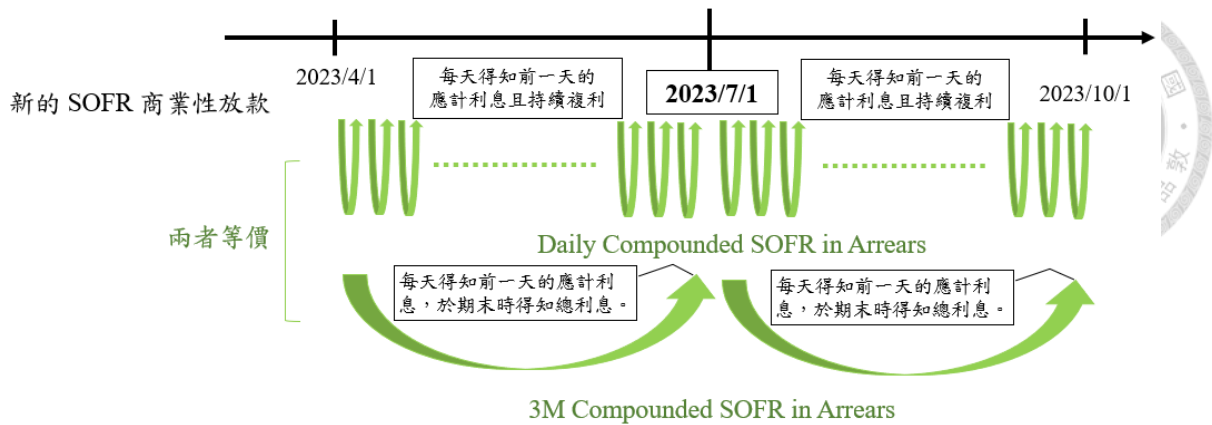 2023/4/1
每天得知前一天的
應計利息且持續複利
2023/7/1
每天得知前一天的
應計利息且持續複利
2023/10/1
新的 SOFR 商業性放款
兩者等價
Daily Compounded SOFR in Arrears
每天得知前一天的應計利
息，於期末時得知總利息。
每天得知前一天的應計利
息，於期末時得知總利息。
3M Compounded SOFR in Arrears
國
敦
品